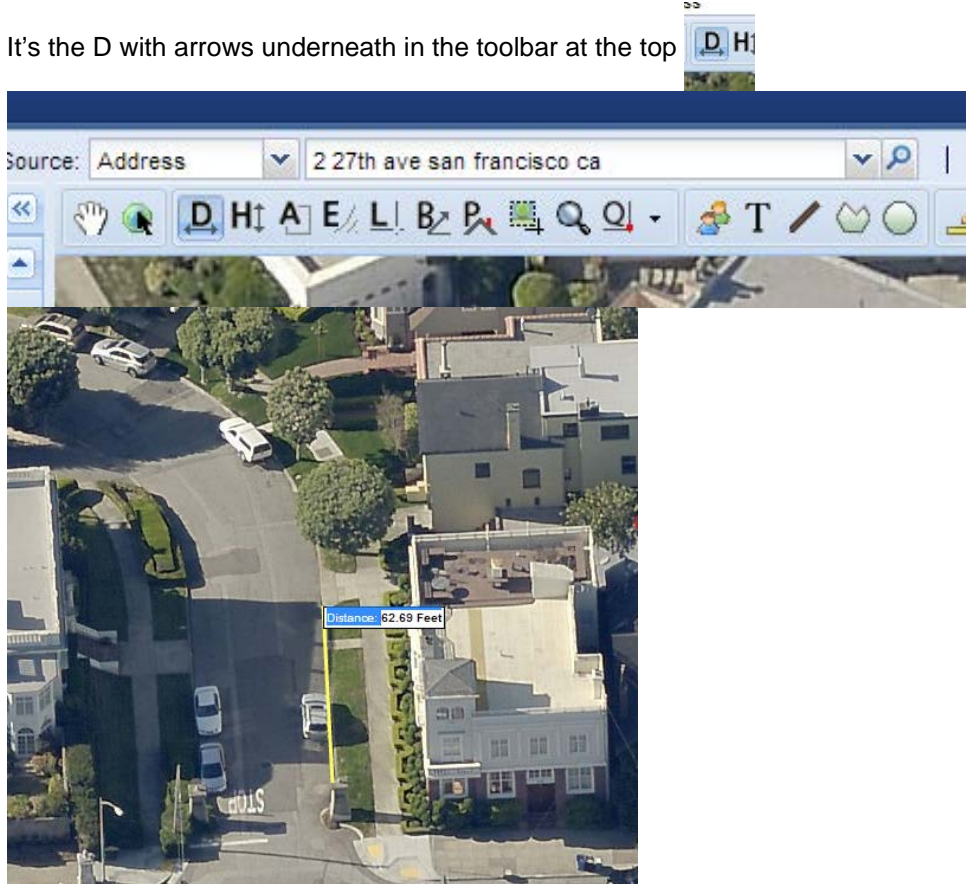 It's the D with arrows underneath in the toolbar at the top
D H
Source: Address 2 27th ave san francisco ca
D H A E L B P Q T
Distance: 62.69 Feet
STOP